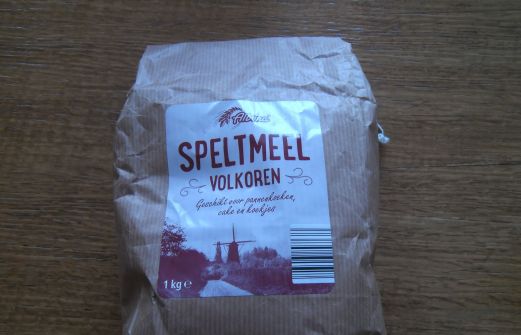 SPELTMEEL
VOLKOREN
Geschikt voor pannenkoeken,
cake en koekjes
1 kg e